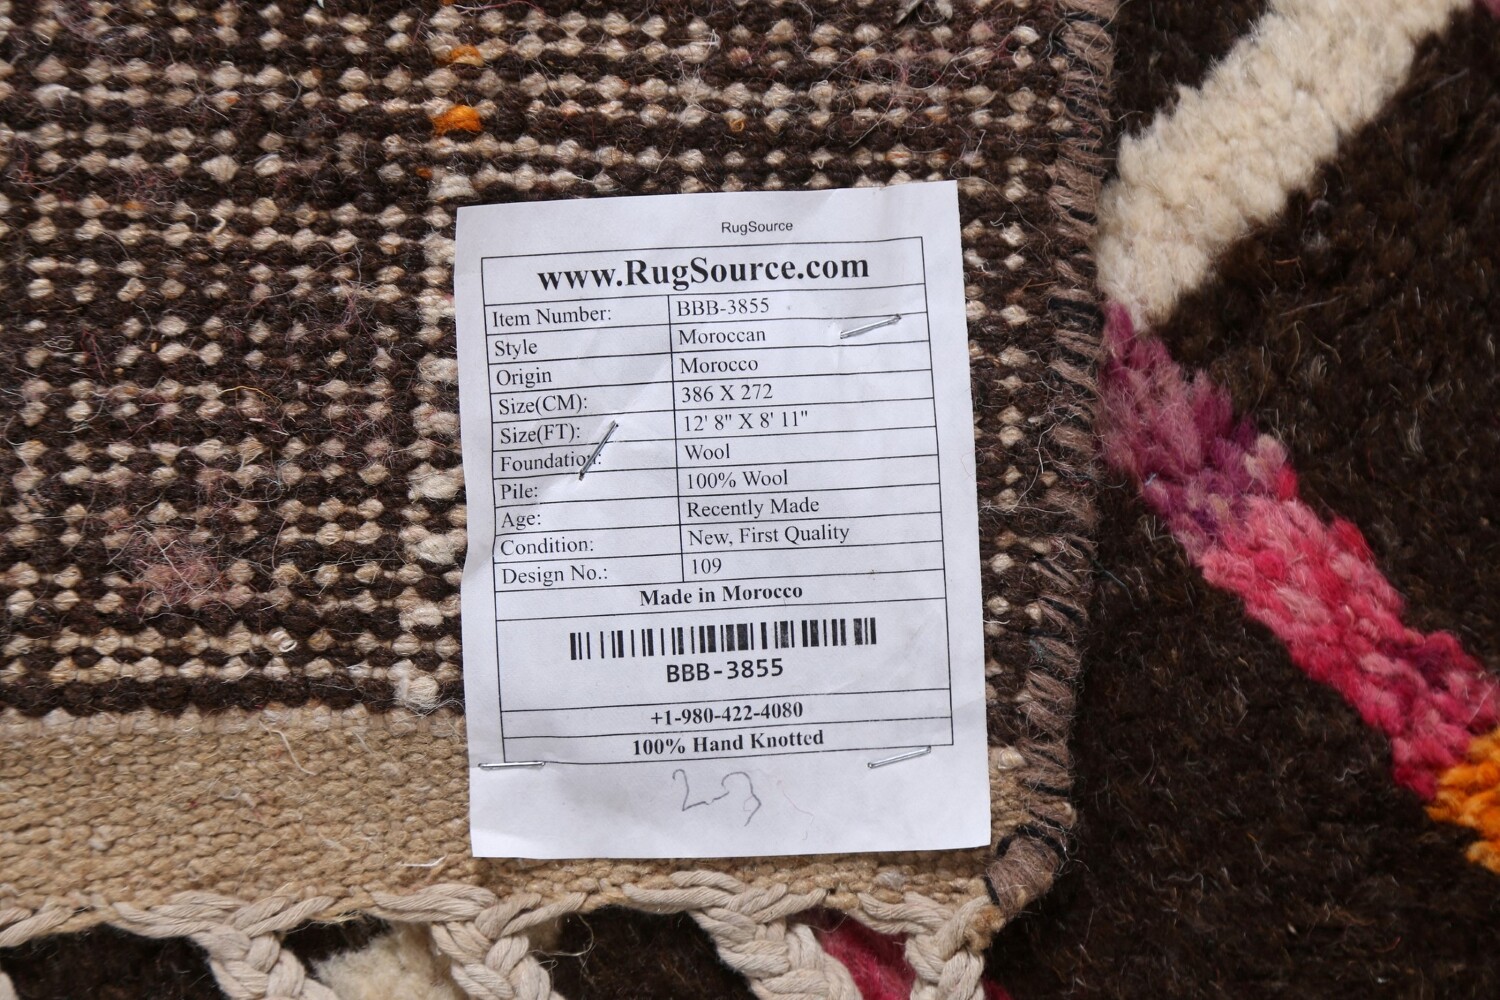 RugSource
www.RugSource.com
Item Number: BBB-3855
Style Moroccan
Origin Morocco
Size(CM): 386 X 272
Size(FT): 12' 8" X 8' 11"
Foundation: Wool
Pile: 100% Wool
Age: Recently Made
Condition: New, First Quality
Design No.: 109
Made in Morocco
BBB-3855
+1-980-422-4080
100% Hand Knotted
2-3